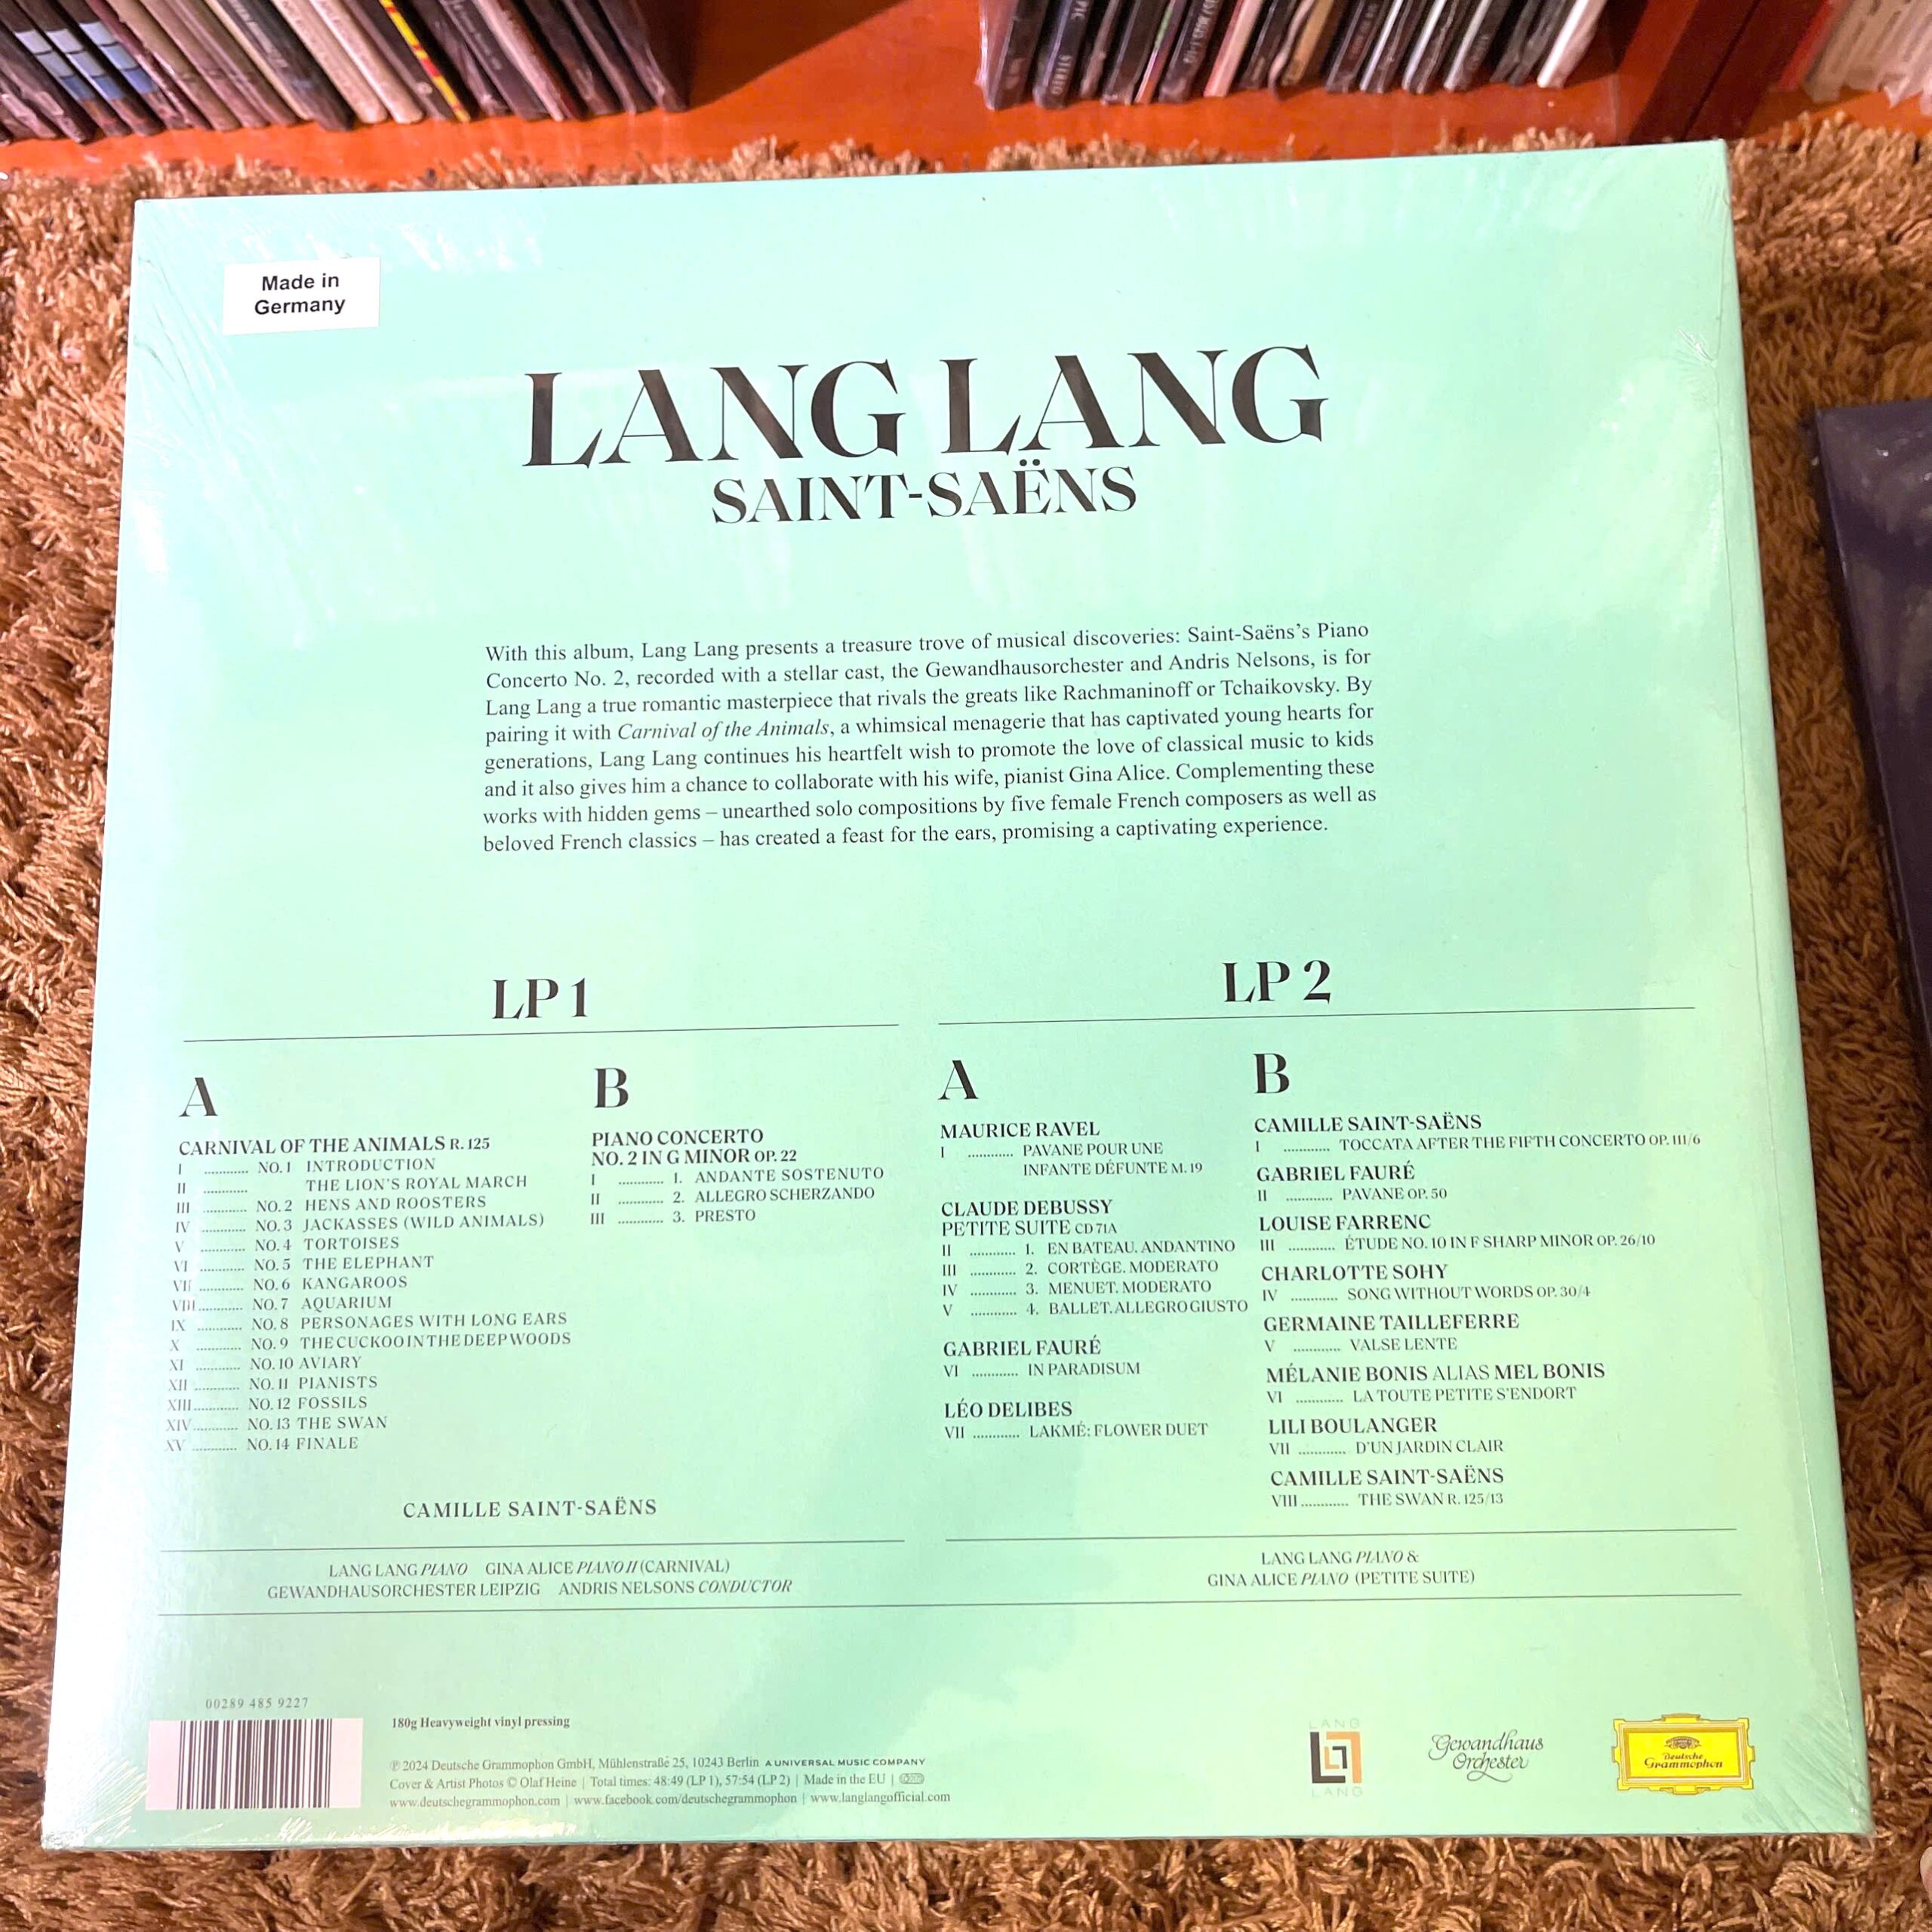 Made in
Germany
LANG LANG
SAINT-SAËNS
With this album, Lang Lang presents a treasure trove of musical discoveries: Saint-Saëns’s Piano
Concerto No. 2, recorded with a stellar cast, the Gewandhausorchester and Andris Nelsons, is for
Lang Lang a true romantic masterpiece that rivals the greats like Rachmaninoff or Tchaikovsky. By
pairing it with Carnival of the Animals, a whimsical menagerie that has captivated young hearts for
generations, Lang Lang continues his heartfelt wish to promote the love of classical music to kids
and it also gives him a chance to collaborate with his wife, pianist Gina Alice. Complementing these
works with hidden gems – unearthed solo compositions by five female French composers as well as
beloved French classics – has created a feast for the ears, promising a captivating experience.
LP 1
A
CARNIVAL OF THE ANIMALS R. 125
I ............ NO. 1 INTRODUCTION
II ............ THE LION'S ROYAL MARCH
III ............ NO. 2 HENS AND ROOSTERS
IV ............ NO. 3 JACKASSES (WILD ANIMALS)
V ............ NO. 4 TORTOISES
VI ............ NO. 5 THE ELEPHANT
VII ............ NO. 6 KANGAROOS
VIII ............ NO. 7 AQUARIUM
IX ............ NO. 8 PERSONAGES WITH LONG EARS
X ............ NO. 9 THE CUCKOO IN THE DEEP WOODS
XI ............ NO. 10 AVIARY
XII ............ NO. 11 PIANISTS
XIII ............ NO. 12 FOSSILS
XIV ............ NO. 13 THE SWAN
XV ............ NO. 14 FINALE
B
PIANO CONCERTO
NO. 2 IN G MINOR OP. 22
I ............ 1. ANDANTE SOSTENUTO
II ............ 2. ALLEGRO SCHERZANDO
III ............ 3. PRESTO
CAMILLE SAINT-SAËNS
LANG LANG PIANO GINA ALICE PIANO II (CARNIVAL)
GEWANDHAUSORCHESTER LEIPZIG ANDRIS NELSONS CONDUCTOR
LP 2
A
MAURICE RAVEL
I ............ PAVANE POUR UNE
INFANTE DÉFUNTE M. 19
CLAUDE DEBUSSY
PETITE SUITE CD 71A
II ............ 1. EN BATEAU. ANDANTINO
III ............ 2. CORTÈGE. MODERATO
IV ............ 3. MENUET. MODERATO
V ............ 4. BALLET. ALLEGRO GIUSTO
GABRIEL FAURÉ
VI ............ IN PARADISUM
LÉO DELIBES
VII ............ LAKMÉ: FLOWER DUET
B
CAMILLE SAINT-SAËNS
I ............ TOCCATA AFTER THE FIFTH CONCERTO OP. 111/6
GABRIEL FAURÉ
II ............ PAVANE OP. 50
LOUISE FARRENC
III ............ ÉTUDE NO. 10 IN F SHARP MINOR OP. 26/10
CHARLOTTE SOHY
IV ............ SONG WITHOUT WORDS OP. 30/4
GERMAINE TAILLEFERRE
V ............ VALSE LENTE
MÉLANIE BONIS ALIAS MEL BONIS
VI ............ LA TOUTE PETITE S'ENDORT
LILI BOULANGER
VII ............ D'UN JARDIN CLAIR
CAMILLE SAINT-SAËNS
VIII ............ THE SWAN R. 125/13
LANG LANG PIANO &
GINA ALICE PIANO (PETITE SUITE)
00289 485 9227
180g Heavyweight vinyl pressing
℗ 2024 Deutsche Grammophon GmbH, Mühlenstraße 25, 10243 Berlin A UNIVERSAL MUSIC COMPANY
Cover & Artist Photos © Olaf Heine | Total times: 48:49 (LP 1), 57:54 (LP 2) | Made in the EU |
www.deutschegrammophon.com | www.facebook.com/deutschegrammophon | www.langlangofficial.com
LANG
LANG
Gewandhaus
Orchester
Deutsche
Grammophon